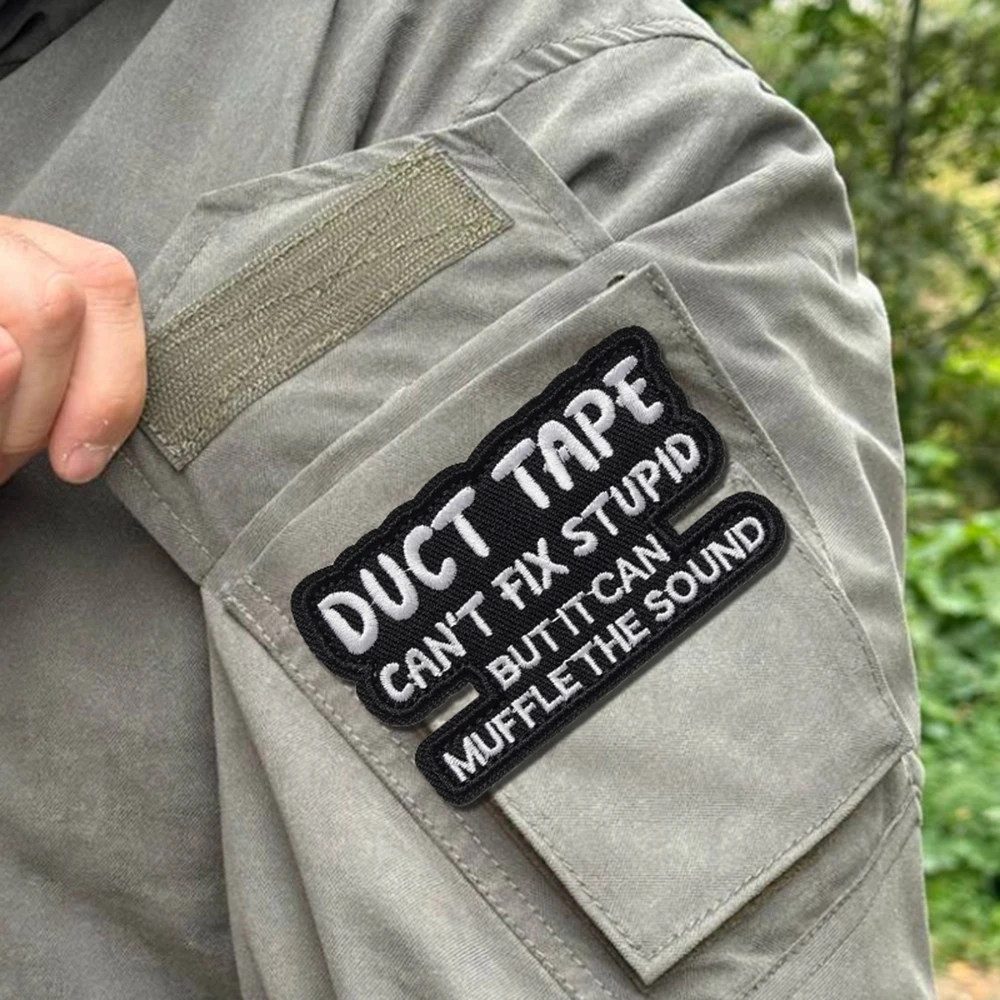 DUCT TAPE
CAN'T FIX STUPID
BUT IT CAN
MUFFLE THE SOUND